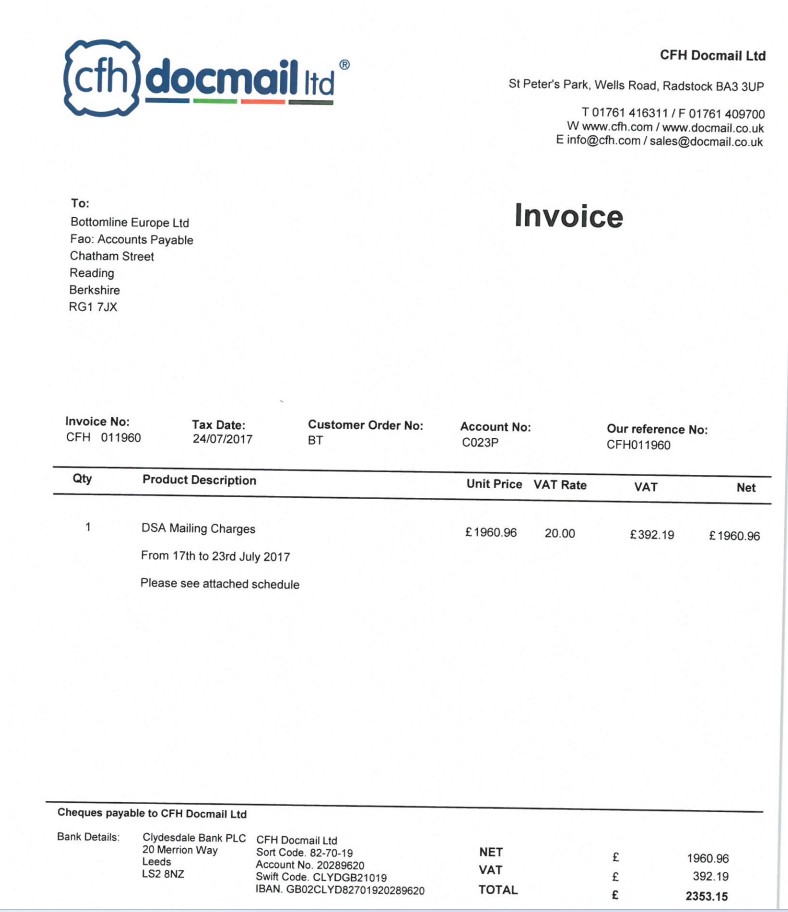 cfh docmail ltd ®
CFH Docmail Ltd
St Peter's Park, Wells Road, Radstock BA3 3UP
T 01761 416311 / F 01761 409700
W www.cfh.com / www.docmail.co.uk
E info@cfh.com / sales@docmail.co.uk
To:
Bottomline Europe Ltd
Fao: Accounts Payable
Chatham Street
Reading
Berkshire
RG1 7JX
Invoice
Invoice No: Tax Date: Customer Order No: Account No: Our reference No:
CFH 011960 24/07/2017 BT C023P CFH011960
Qty Product Description Unit Price VAT Rate VAT Net
1 DSA Mailing Charges £1960.96 20.00 £392.19 £1960.96
From 17th to 23rd July 2017
Please see attached schedule
Cheques payable to CFH Docmail Ltd
Bank Details: Clydesdale Bank PLC CFH Docmail Ltd
20 Merrion Way Sort Code. 82-70-19
Leeds Account No. 20289620
LS2 8NZ Swift Code. CLYDGB21019
IBAN. GB02CLYD82701920289620
NET £ 1960.96
VAT £ 392.19
TOTAL £ 2353.15